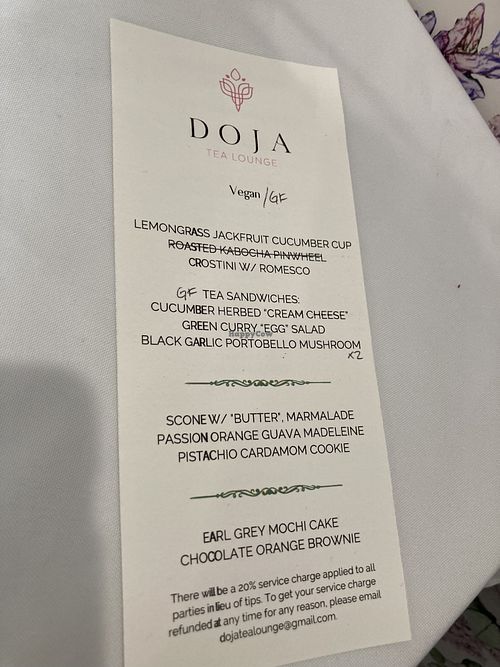 DOJA
TEA LOUNGE
Vegan/GF
LEMONGRASS JACKFRUIT CUCUMBER CUP
ROASTED KABOCHA PINWHEEL
CROSTINI W/ ROMESCO
GF TEA SANDWICHES:
CUCUMBER HERBED "CREAM CHEESE"
GREEN CURRY "EGG" SALAD
happyCow
BLACK GARLIC PORTOBELLO MUSHROOM
x2
SCONE W/ "BUTTER", MARMALADE
PASSION ORANGE GUAVA MADELEINE
PISTACHIO CARDAMOM COOKIE
EARL GREY MOCHI CAKE
CHOCOLATE ORANGE BROWNIE
There will be a 20% service charge applied to all
parties in lieu of tips. To get your service charge
refunded at any time for any reason, please email
dojatealounge@gmail.com.